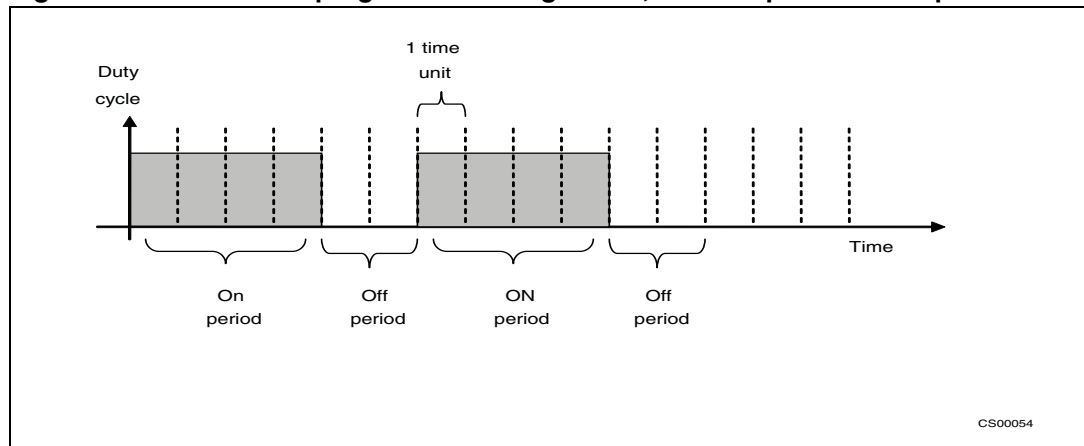 1 time
unit
Duty
cycle
Time
On
period
Off
period
ON
period
Off
period
CS00054